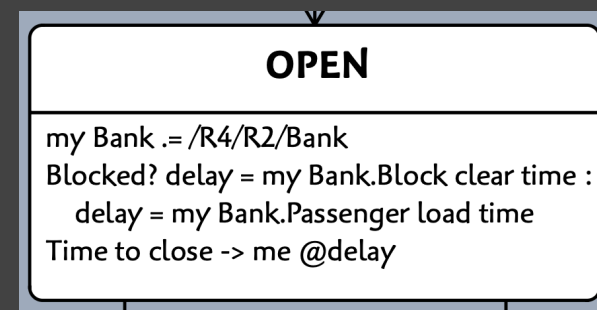 OPEN
my Bank .= /R4/R2/Bank
Blocked? delay = my Bank.Block clear time :
delay = my Bank.Passenger load time
Time to close -> me @delay